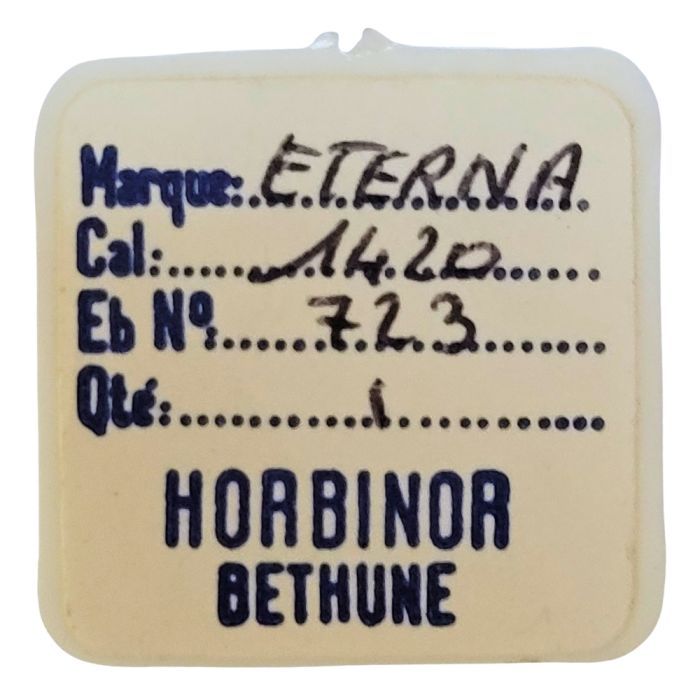 Marque: ETERNA
Cal: 1420
Eb Nº: 723
Qté: 1
HORBINOR
BETHUNE